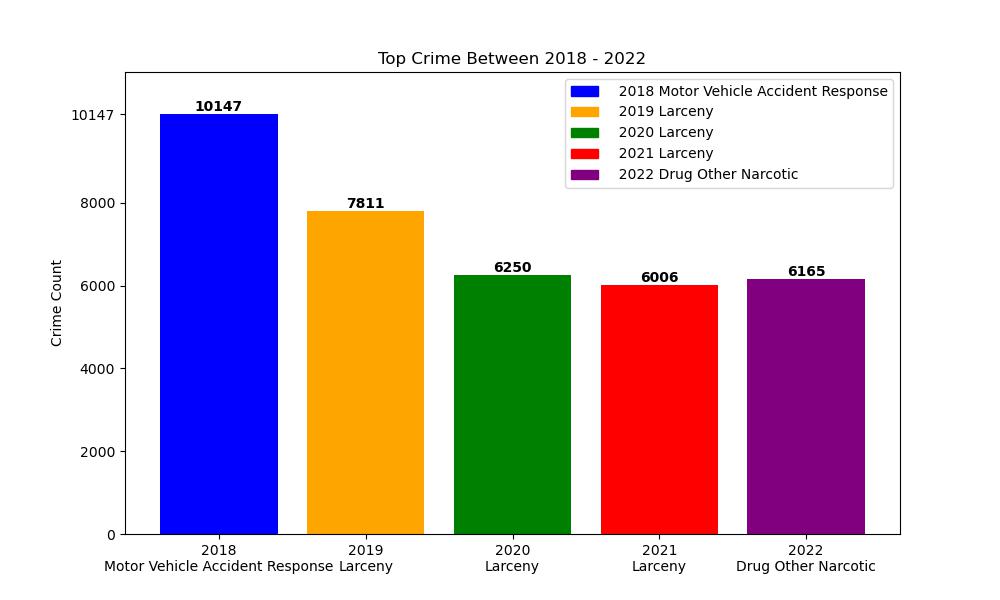 Top Crime Between 2018 - 2022
2018 Motor Vehicle Accident Response
2019 Larceny
2020 Larceny
2021 Larceny
2022 Drug Other Narcotic
Crime Count
10147
8000
6000
4000
2000
0
10147
7811
6250
6006
6165
2018
Motor Vehicle Accident Response
2019
Larceny
2020
Larceny
2021
Larceny
2022
Drug Other Narcotic